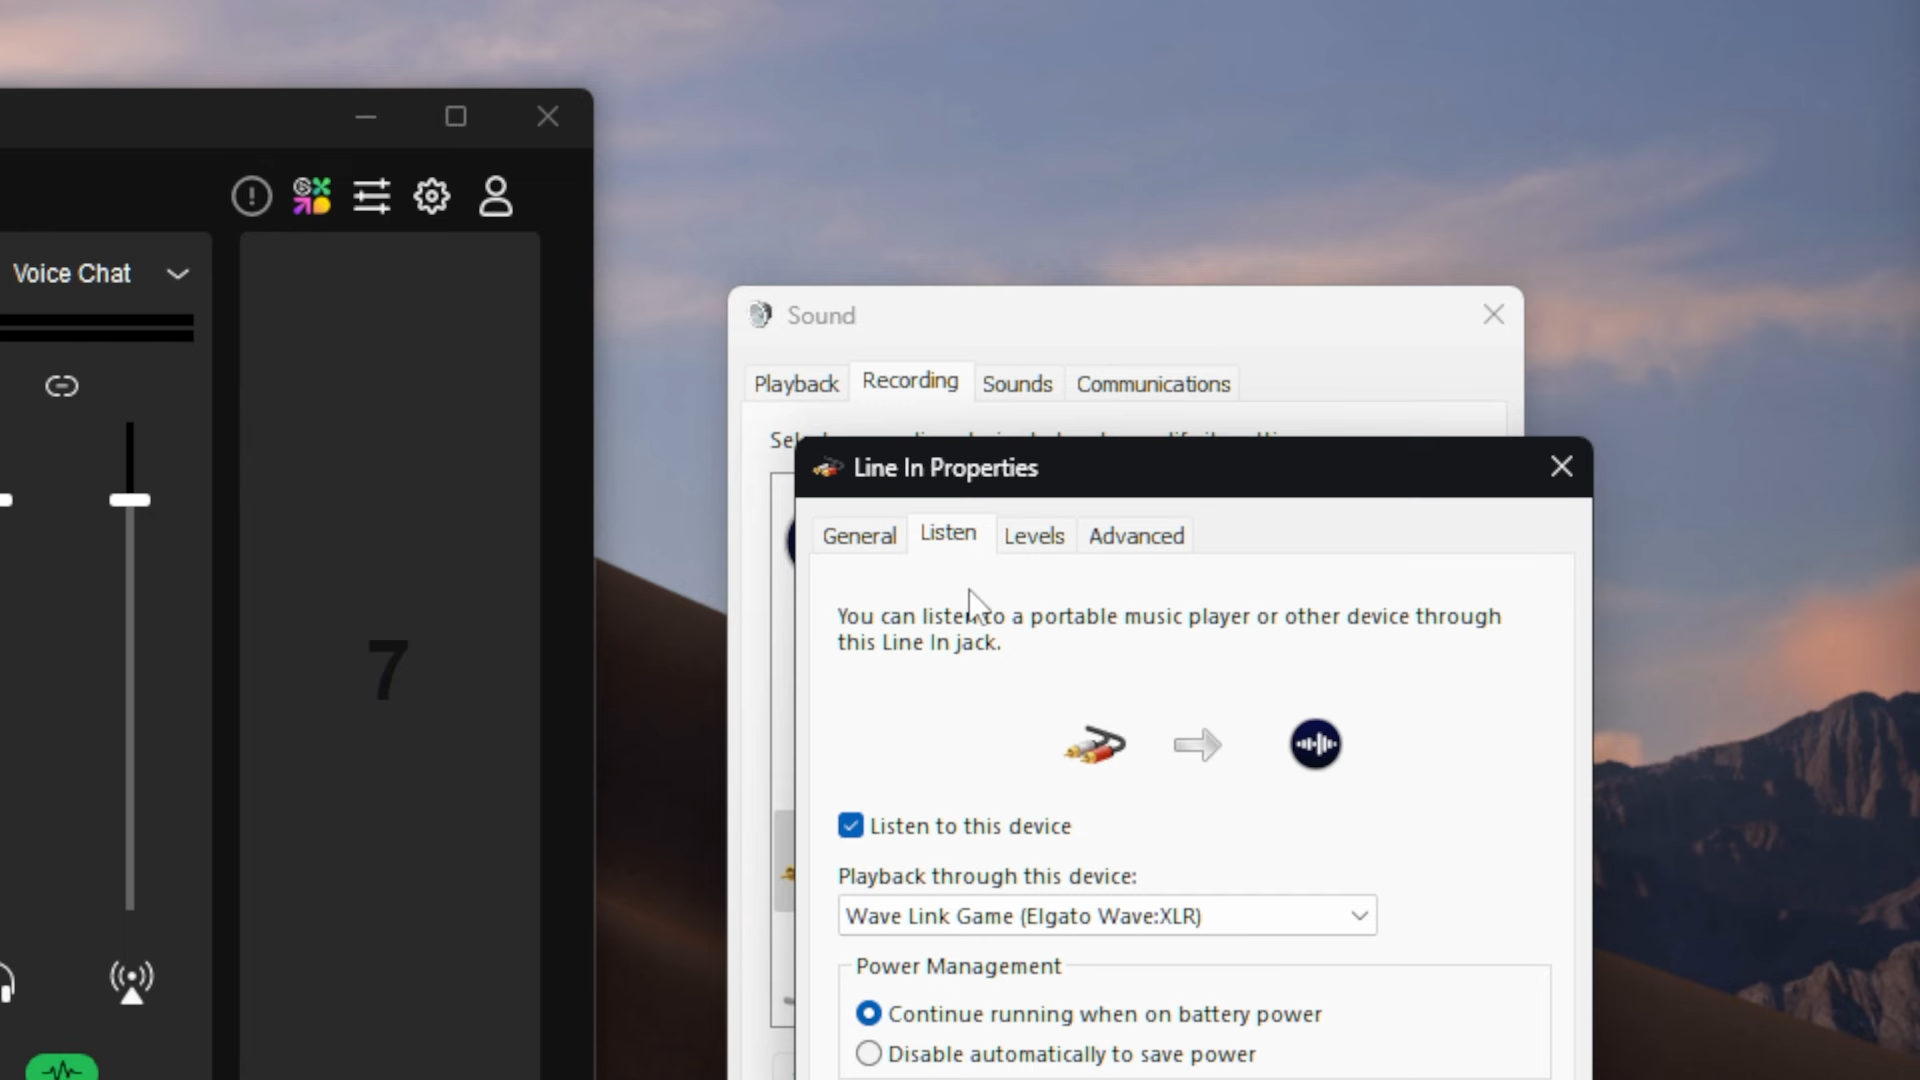 Voice Chat
7
Sound
Playback
Recording
Sounds
Communications
Line In Properties
General
Listen
Levels
Advanced
You can listen to a portable music player or other device through
this Line In jack.
Listen to this device
Playback through this device:
Wave Link Game (Elgato Wave:XLR)
Power Management
Continue running when on battery power
Disable automatically to save power